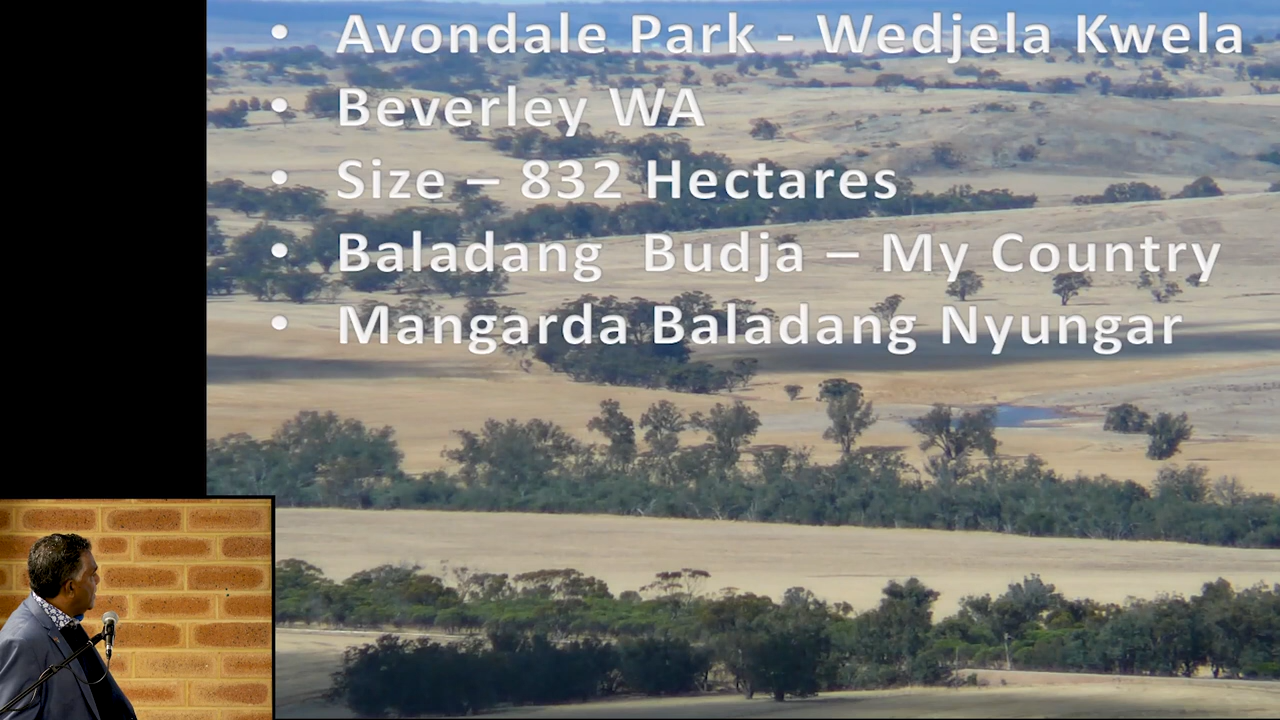 • Avondale Park - Wedjela Kwela
• Beverley WA
• Size – 832 Hectares
• Baladang Budja – My Country
• Mangarda Baladang Nyungar